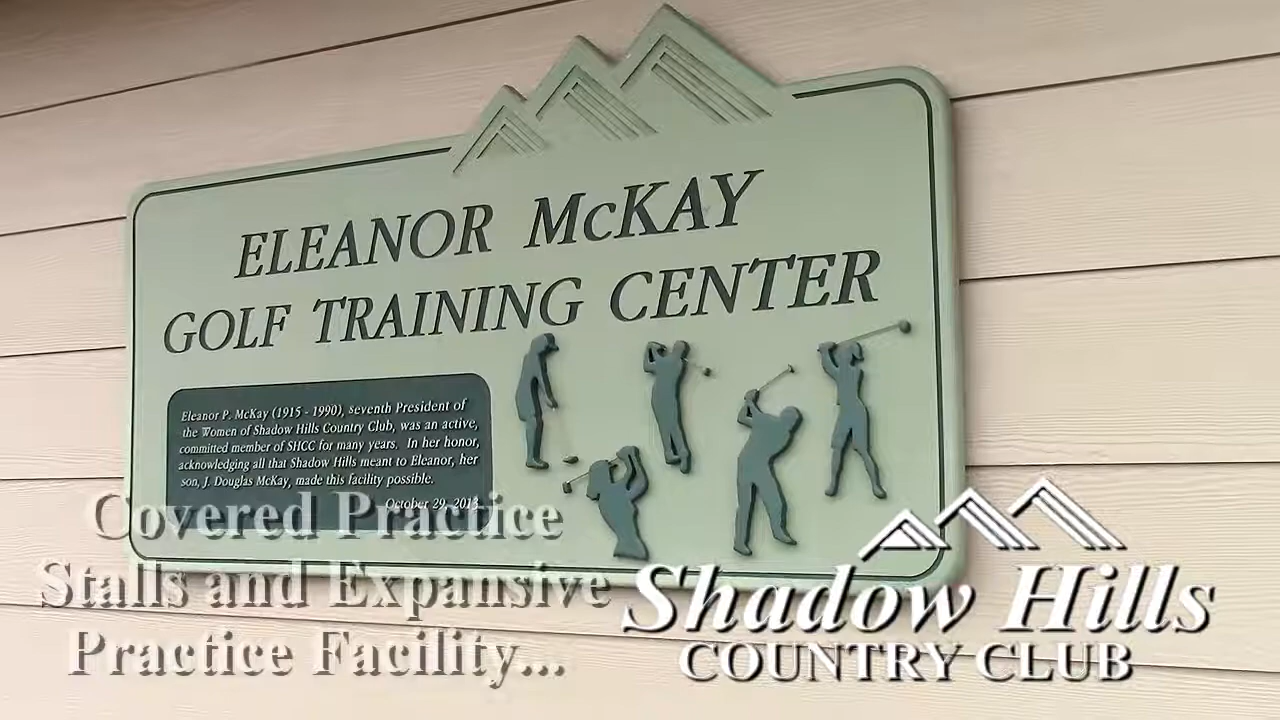 ELEANOR McKAY
GOLF TRAINING CENTER
Eleanor P. McKay (1915 - 1990), seventh President of
the Women of Shadow Hills Country Club, was an active,
committed member of SHCC for many years. In her honor,
acknowledging all that Shadow Hills meant to Eleanor, her
son, J. Douglas McKay, made this facility possible.
October 29, 2013
Covered Practice
Stalls and Expansive
Practice Facility...
Shadow Hills
COUNTRY CLUB